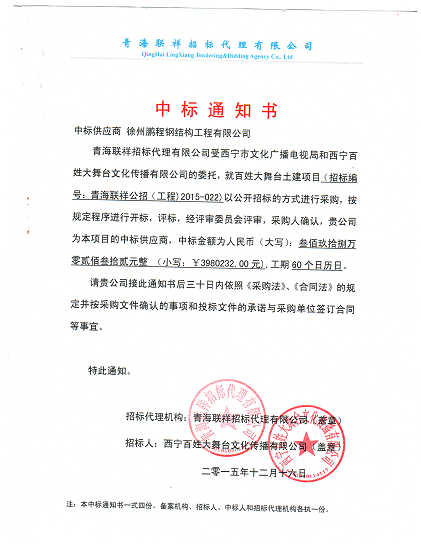 青海联祥招标代理有限公司
QingHai LingXiang Tendering&Bidding Agency Co., Ltd
中标通知书
中标供应商 徐州鹏程钢结构工程有限公司
青海联祥招标代理有限公司受西宁市文化广播电视局和西宁百
姓大舞台文化传播有限公司的委托，就百姓大舞台土建项目（招标编
号：青海联祥公招（工程）2015-022）以公开招标的方式进行采购，按
规定程序进行开标，评标，经评审委员会评审，采购人确认，贵公司
为本项目的中标供应商，中标金额为人民币（大写）：叁佰玖拾捌万
零贰佰叁拾贰元整 （小写：￥3980232.00 元），工期 60 个日历日。
请贵公司接此通知书后三十日内依照《采购法》、《合同法》的规
定并按采购文件确认的事项和投标文件的承诺与采购单位签订合同
等事宜。
特此通知。
招标代理机构：青海联祥招标代理有限公司（盖章）
招标人：西宁百姓大舞台文化传播有限公司（盖章）
二〇一五年十二月十六日
注：本中标通知书一式四份，备案机构、招标人、中标人和招标代理机构各执一份。